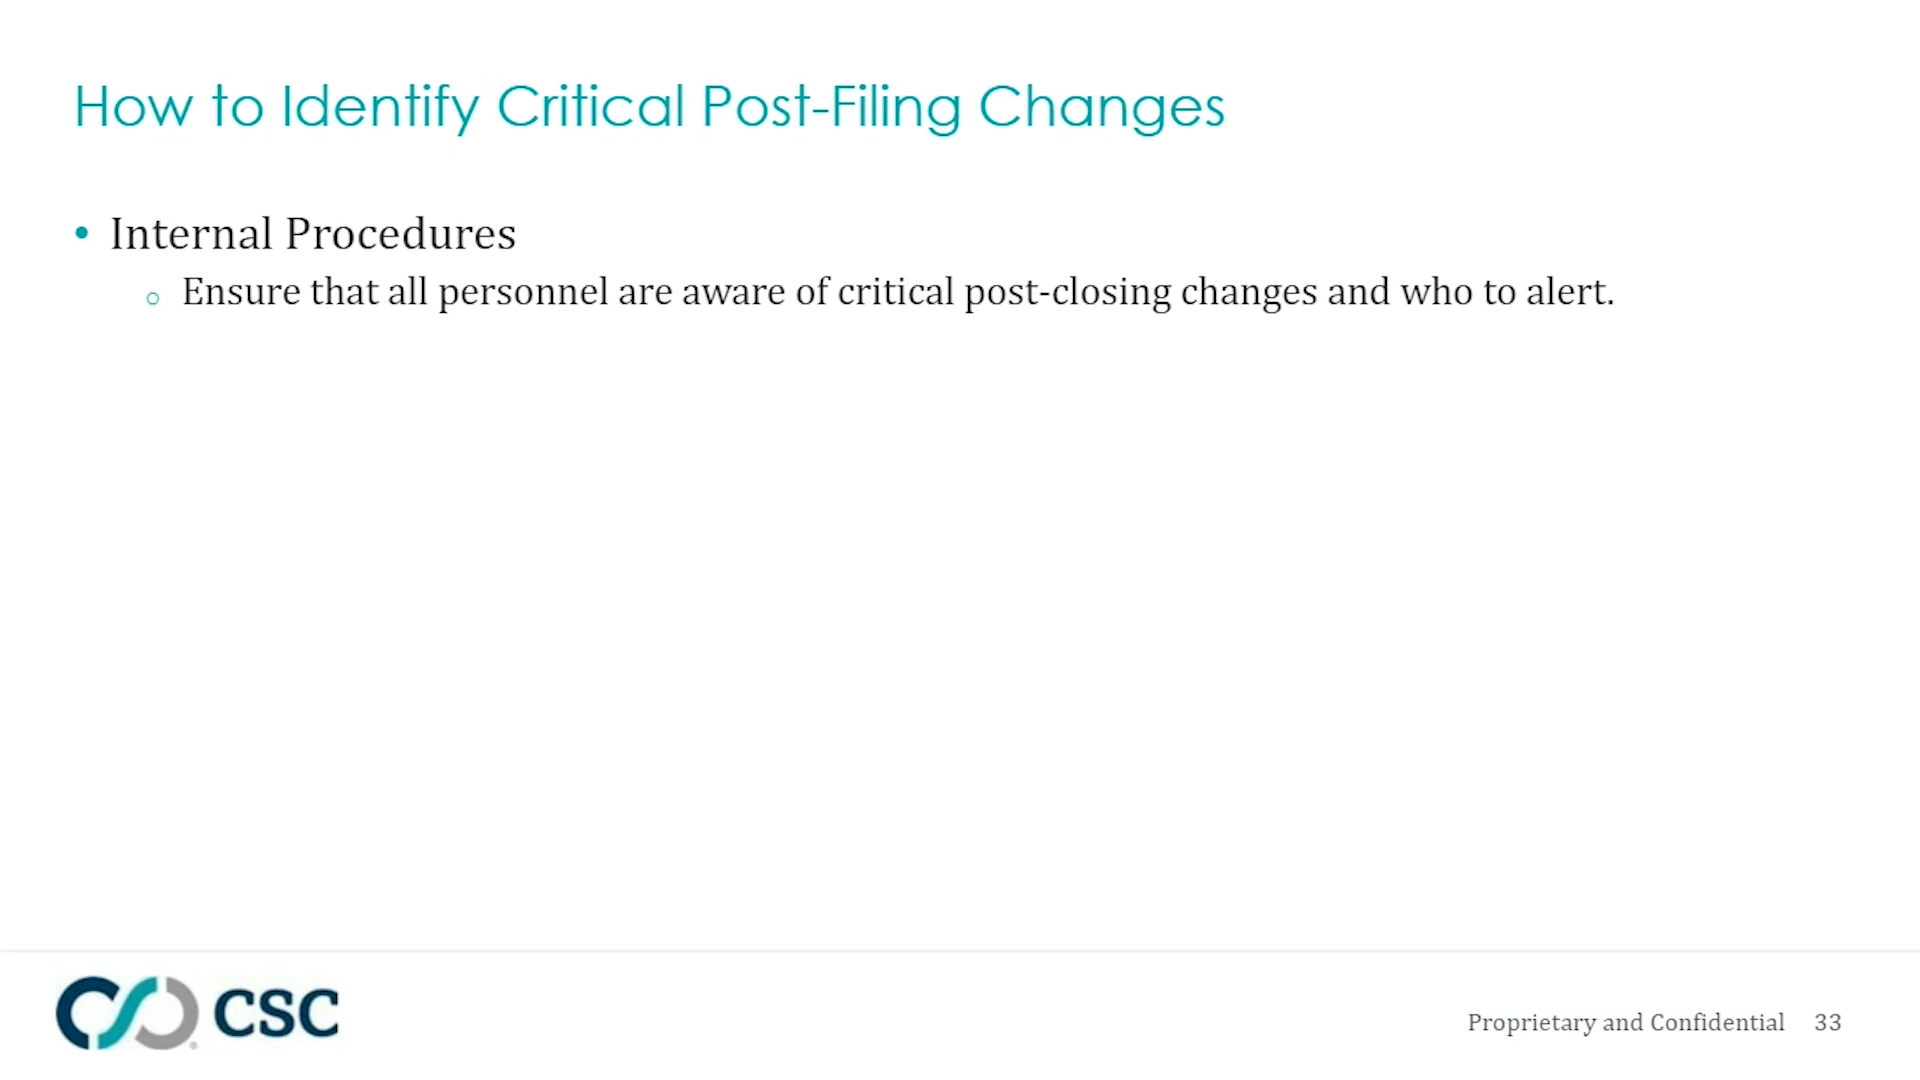 How to Identify Critical Post-Filing Changes
• Internal Procedures
○ Ensure that all personnel are aware of critical post-closing changes and who to alert.
CSC
Proprietary and Confidential 33